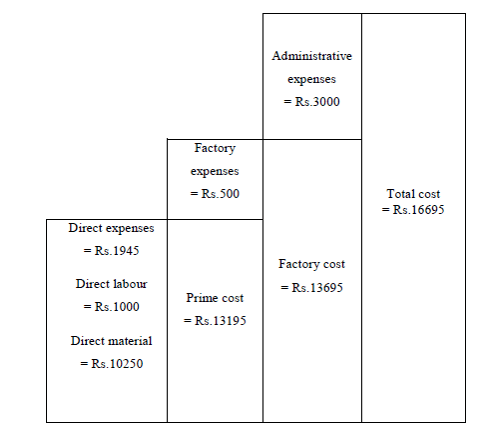 Administrative
expenses
= Rs.3000
Factory
expenses
= Rs.500
Total cost
= Rs.16695
Direct expenses
= Rs.1945
Direct labour
= Rs.1000
Direct material
= Rs.10250
Prime cost
= Rs.13195
Factory cost
= Rs.13695